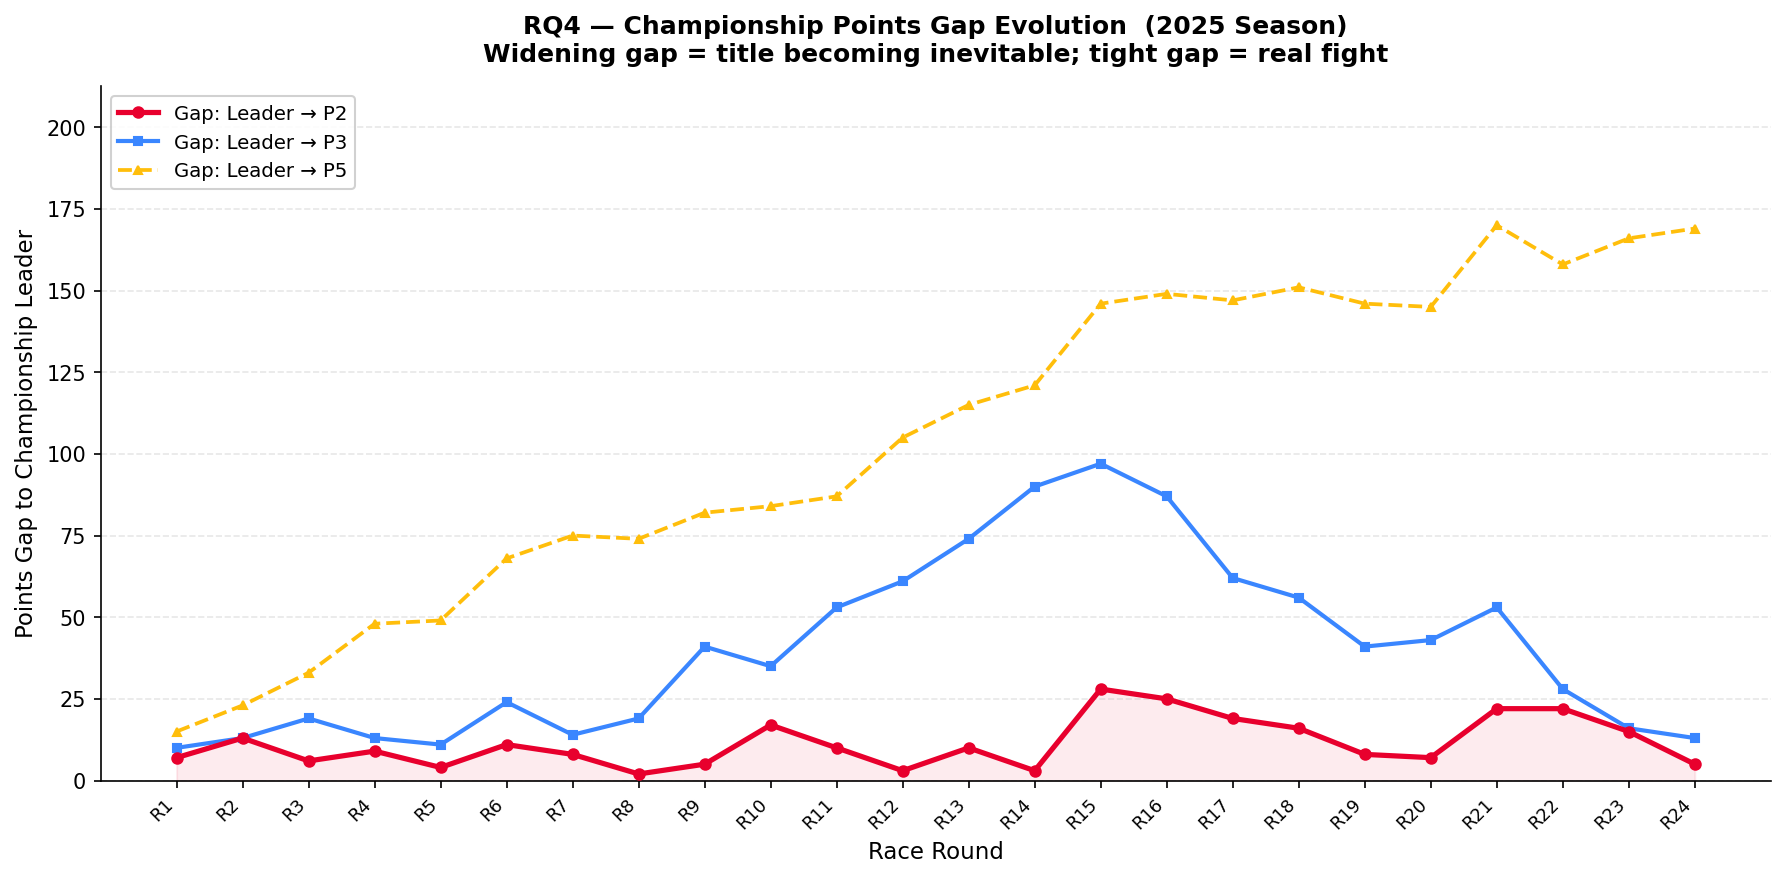 RQ4 — Championship Points Gap Evolution  (2025 Season)
Widening gap = title becoming inevitable; tight gap = real fight
Gap: Leader → P2
Gap: Leader → P3
Gap: Leader → P5
Points Gap to Championship Leader
200
175
150
125
100
75
50
25
0
R1 R2 R3 R4 R5 R6 R7 R8 R9 R10 R11 R12 R13 R14 R15 R16 R17 R18 R19 R20 R21 R22 R23 R24
Race Round